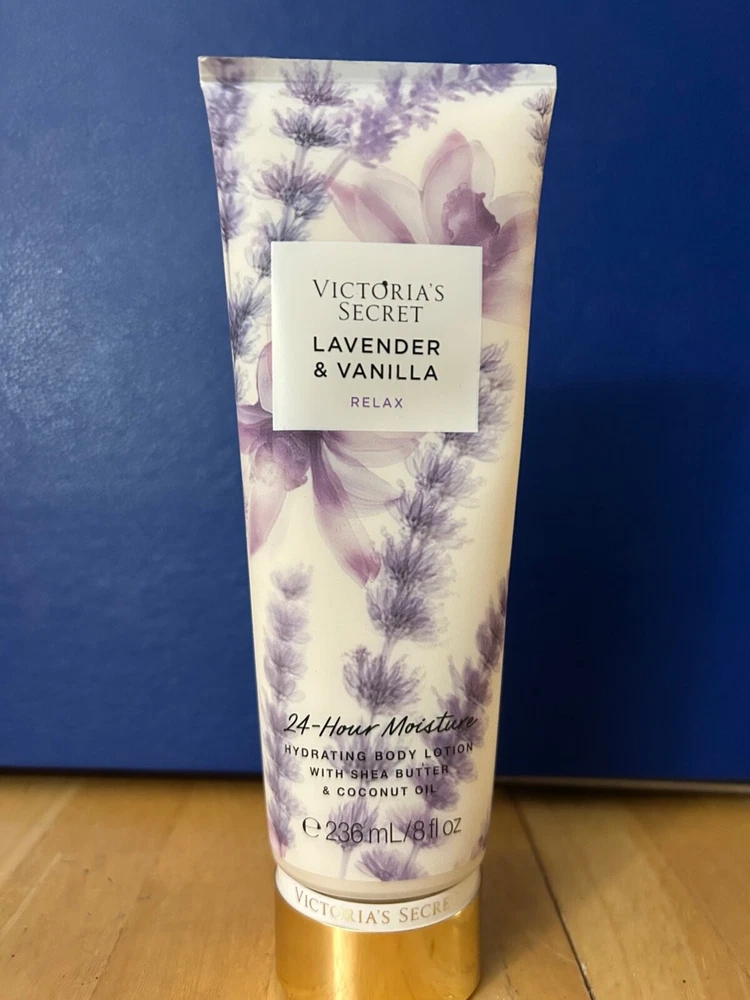 VICTORIA'S
SECRET
LAVENDER
& VANILLA
RELAX
24-Hour Moisture
HYDRATING BODY LOTION
WITH SHEA BUTTER
& COCONUT OIL
℮ 236 mL/8 fl oz
VICTORIA'S SECRE